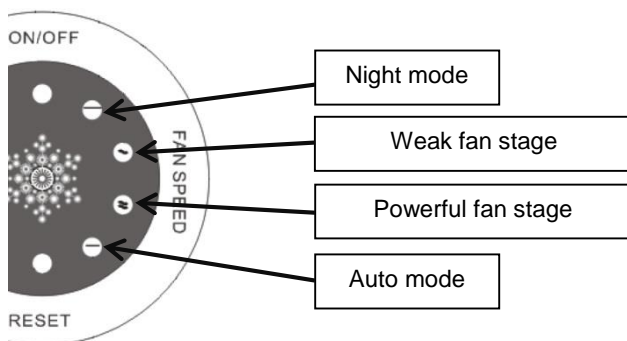 ON/OFF
Night mode
Weak fan stage
FAN SPEED
Powerful fan stage
Auto mode
RESET